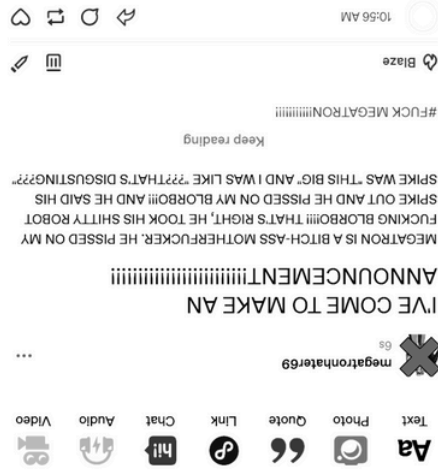 Aa
hi!
Text Photo Quote Link Chat Audio Video
megatronhater69
6s
I'VE COME TO MAKE AN
ANNOUNCEMENT!!!!!!!!!!!!!!!!!!!!!!!!!!!
MEGATRON IS A BITCH-ASS MOTHERFUCKER. HE PISSED ON MY
FUCKING BLORBO!!!! THAT'S RIGHT, HE TOOK HIS SHITTY ROBOT
SPIKE OUT AND HE PISSED ON MY BLORBO!!! AND HE SAID HIS
SPIKE WAS "THIS BIG" AND I WAS LIKE "???THAT'S DISGUSTING???"
Keep reading
#FUCK MEGATRON!!!!!!!!!!!
Blaze
10:56 AM